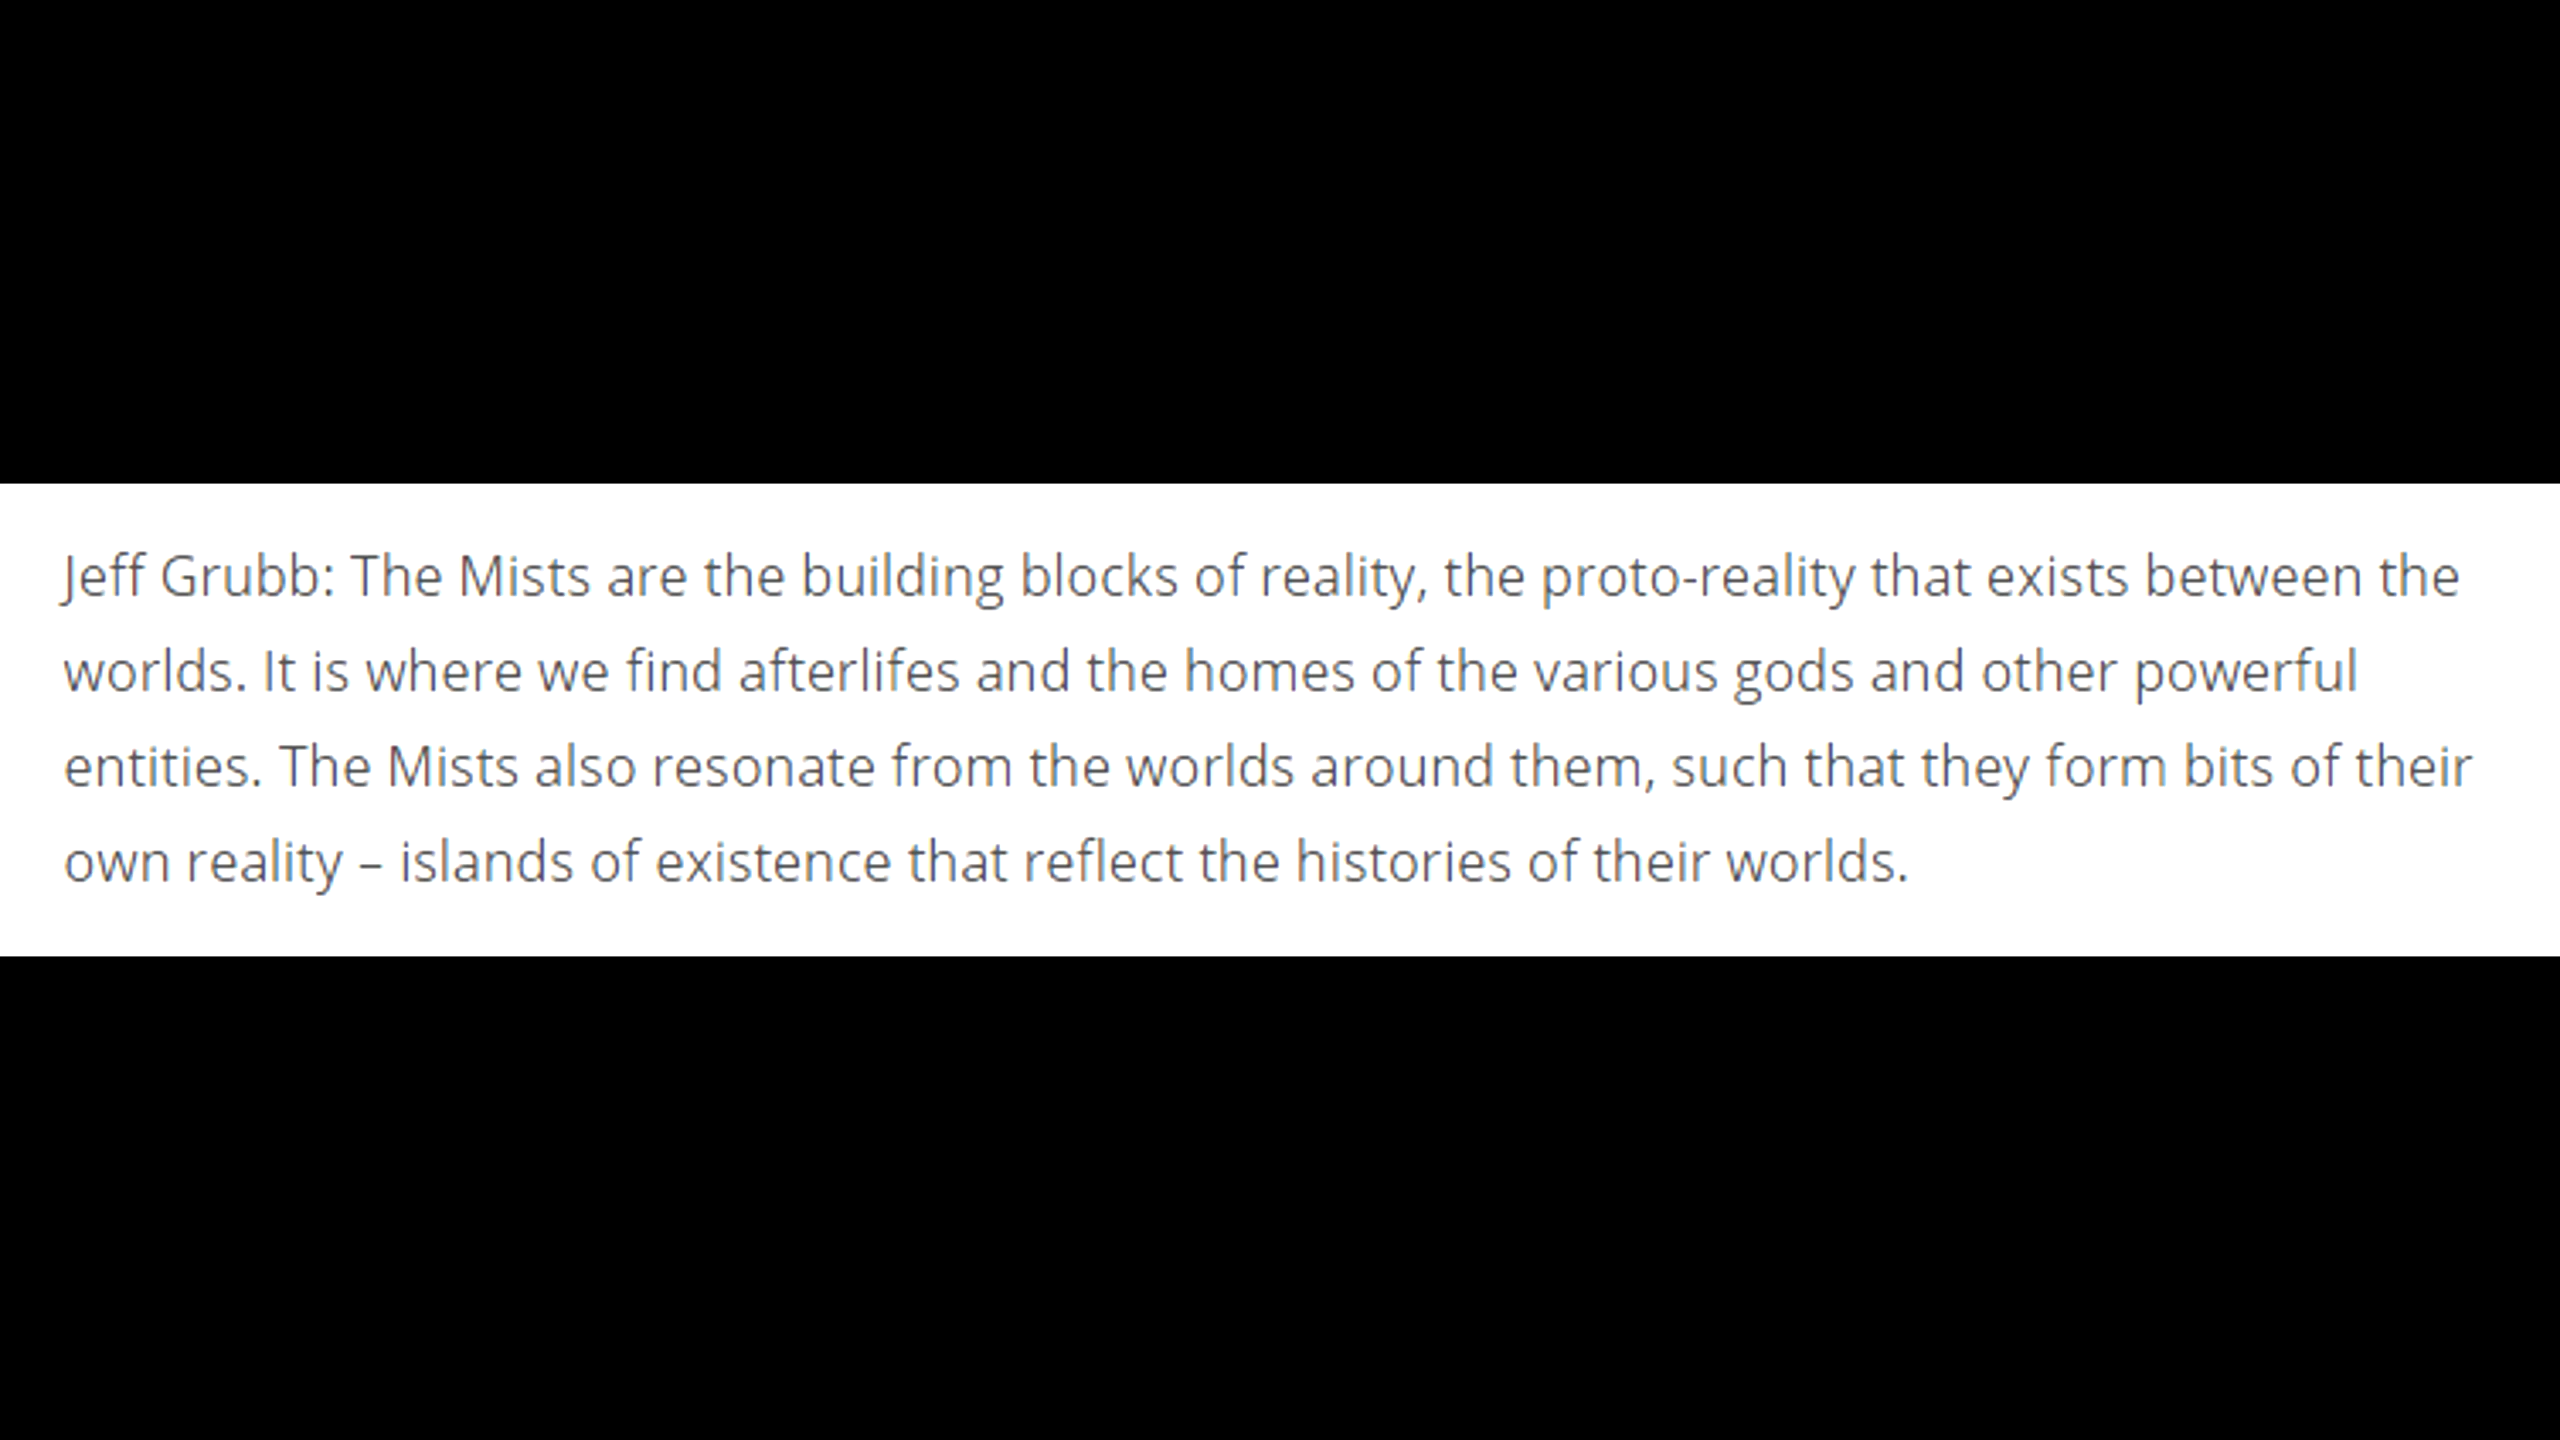 Jeff Grubb: The Mists are the building blocks of reality, the proto-reality that exists between the
worlds. It is where we find afterlifes and the homes of the various gods and other powerful
entities. The Mists also resonate from the worlds around them, such that they form bits of their
own reality – islands of existence that reflect the histories of their worlds.